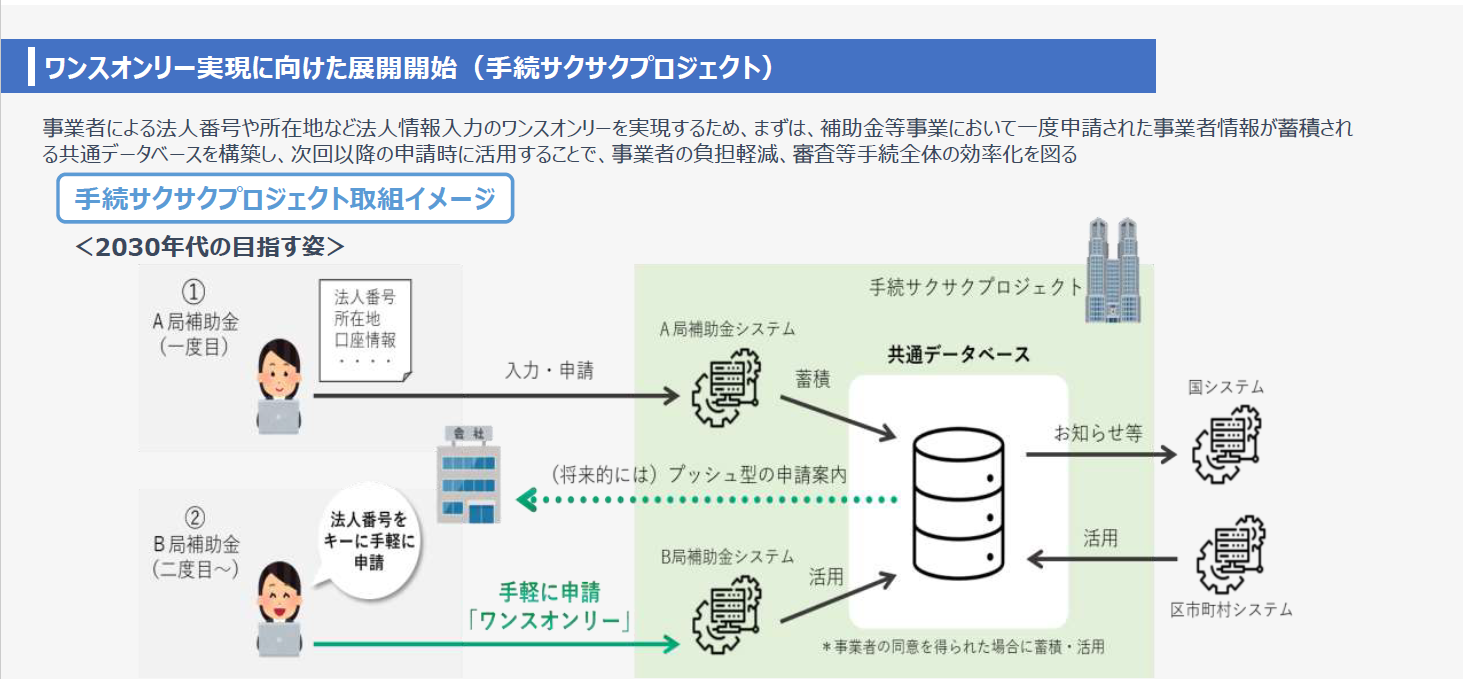 ワンスオンリー実現に向けた展開開始（手続サクサクプロジェクト）
事業者による法人番号や所在地など法人情報入力のワンスオンリーを実現するため、まずは、補助金等事業において一度申請された事業者情報が蓄積され
る共通データベースを構築し、次回以降の申請時に活用することで、事業者の負担軽減、審査等手続全体の効率化を図る
手続サクサクプロジェクト取組イメージ
＜2030年代の目指す姿＞
①
A局補助金
（一度目）
法人番号
所在地
口座情報
・・・・
入力・申請
手続サクサクプロジェクト
A局補助金システム
蓄積
共通データベース
お知らせ等
国システム
会社
（将来的には）プッシュ型の申請案内
②
B局補助金
（二度目～）
法人番号を
キーに手軽に
申請
手軽に申請
「ワンスオンリー」
B局補助金システム
活用
活用
区市町村システム
＊事業者の同意を得られた場合に蓄積・活用